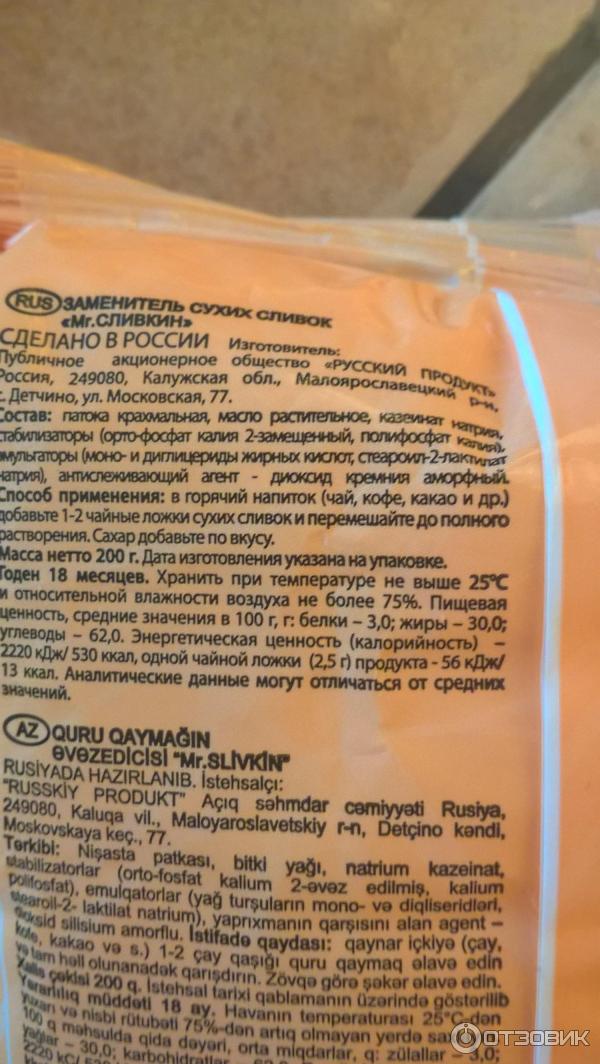 RUS ЗАМЕНИТЕЛЬ СУХИХ СЛИВОК
«Mr.СЛИВКИН»
СДЕЛАНО В РОССИИ Изготовитель:
Публичное акционерное общество «РУССКИЙ ПРОДУКТ»
Россия, 249080, Калужская обл., Малоярославецкий р-н,
с. Детчино, ул. Московская, 77.
Состав: патока крахмальная, масло растительное, казеинат натрия,
стабилизаторы (орто-фосфат калия 2-замещенный, полифосфат калия),
эмульгаторы (моно- и диглицериды жирных кислот, стеароил-2-лактилат
натрия), антислеживающий агент - диоксид кремния аморфный.
Способ применения: в горячий напиток (чай, кофе, какао и др.)
добавьте 1-2 чайные ложки сухих сливок и перемешайте до полного
растворения. Сахар добавьте по вкусу.
Масса нетто 200 г. Дата изготовления указана на упаковке.
Годен 18 месяцев. Хранить при температуре не выше 25°С
и относительной влажности воздуха не более 75%. Пищевая
ценность, средние значения в 100 г, г: белки – 3,0; жиры – 30,0;
углеводы – 62,0. Энергетическая ценность (калорийность) –
2220 кДж/ 530 ккал, одной чайной ложки (2,5 г) продукта - 56 кДж/
13 ккал. Аналитические данные могут отличаться от средних
значений.
AZ QURU QAYMAĞIN
ƏVƏZEDİCİSİ "Mr.SLİVKİN"
RUSİYADA HAZIRLANIB. İstehsalçı:
"RUSSKİY PRODUKT" Açıq səhmdar cəmiyyəti Rusiya,
249080, Kaluqa vil., Maloyaroslavetskiy r-n, Detçino kəndi,
Moskovskaya keç., 77.
Tərkibi: Nişasta patkası, bitki yağı, natrium kazeinat,
stabilizatorlar (orto-fosfat kalium 2-əvəz edilmiş, kalium
polifosfat), emulqatorlar (yağ turşuların mono- və diqliseridləri,
stearoil-2- laktilat natrium), yaprıxmanın qarşısını alan agent –
dioksid silisium amorflu. İstifadə qaydası: qaynar içkiyə (çay,
kofe, kakao və s.) 1-2 çay qaşığı quru qaymaq əlavə edin
və tam həll olunanadək qarışdırın. Zövqə görə şəkər əlavə edin.
Xalis çəkisi 200 q. İstehsal tarixi qablamanın üzərində göstərilib
Yararlılıq müddəti 18 ay. Havanın temperaturası 25°C-dən
yuxarı və nisbi rütubəti 75%-dən artıq olmayan yerdə
100 q məhsulda qida dəyəri, orta miqdarlar, q: zülallar – 3,0;
yağlar – 30,0; karbohidratlar
2220 kC/
ОТЗОВИК